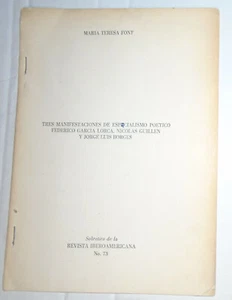 MARIA TERESA FONT
TRES MANIFESTACIONES DE ESPACIALISMO POETICO
FEDERICO GARCIA LORCA, NICOLAS GUILLEN
Y JORGE LUIS BORGES
Sobretiro de la
REVISTA IBEROAMERICANA
No. 73